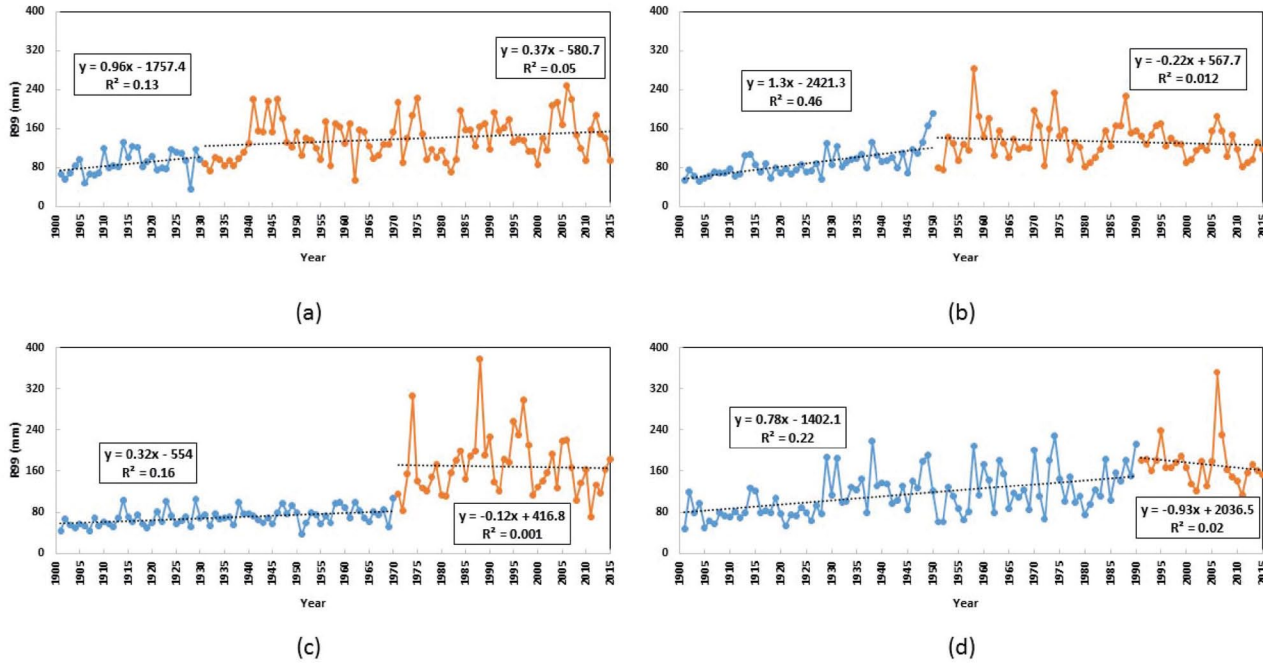 400
320
240
160
80
0
R99 (mm)
y = 0.96x - 1757.4
R² = 0.13
y = 0.37x - 580.7
R² = 0.05
1900 1905 1910 1915 1920 1925 1930 1935 1940 1945 1950 1955 1960 1965 1970 1975 1980 1985 1990 1995 2000 2005 2010 2015
Year
(a)
400
320
240
160
80
0
y = 1.3x - 2421.3
R² = 0.46
y = -0.22x + 567.7
R² = 0.012
1900 1905 1910 1915 1920 1925 1930 1935 1940 1945 1950 1955 1960 1965 1970 1975 1980 1985 1990 1995 2000 2005 2010 2015
Year
(b)
400
320
240
160
80
0
R99 (mm)
y = 0.32x - 554
R² = 0.16
y = -0.12x + 416.8
R² = 0.001
1900 1905 1910 1915 1920 1925 1930 1935 1940 1945 1950 1955 1960 1965 1970 1975 1980 1985 1990 1995 2000 2005 2010 2015
Year
(c)
400
320
240
160
80
0
y = 0.78x - 1402.1
R² = 0.22
y = -0.93x + 2036.5
R² = 0.02
1900 1905 1910 1915 1920 1925 1930 1935 1940 1945 1950 1955 1960 1965 1970 1975 1980 1985 1990 1995 2000 2005 2010 2015
Year
(d)